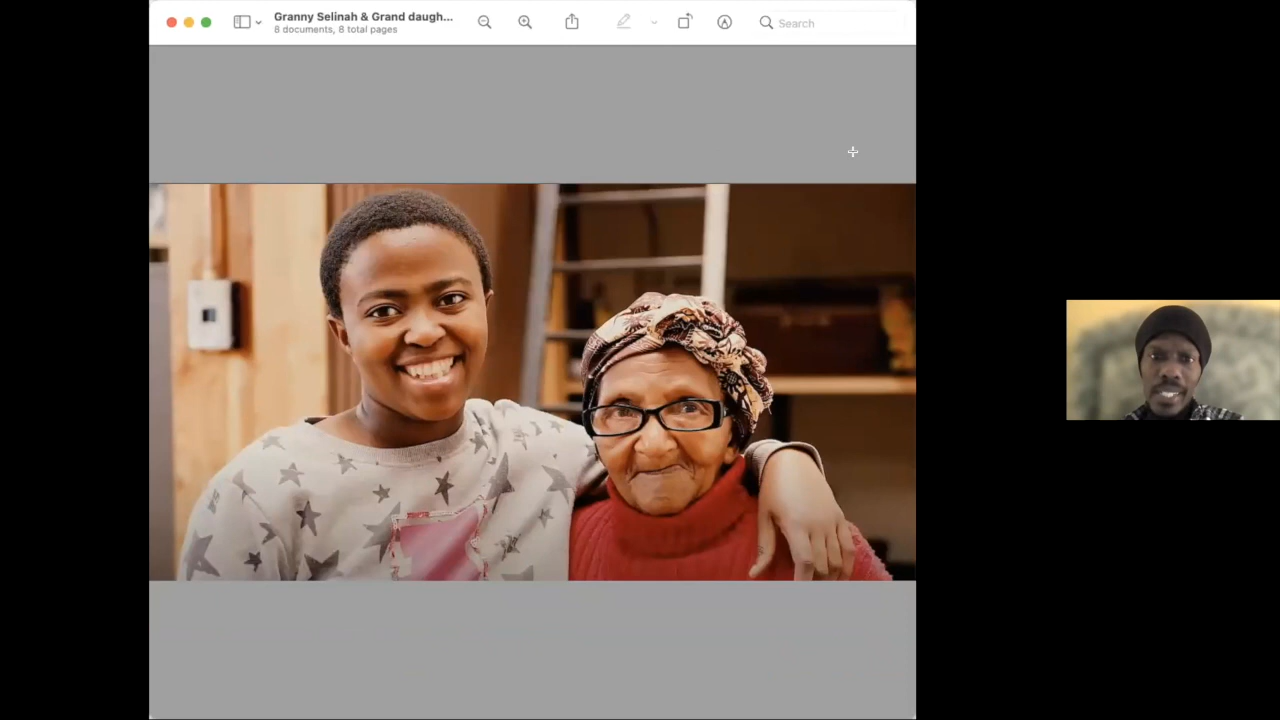 Granny Selinah & Grand daugh...
8 documents, 8 total pages
Search